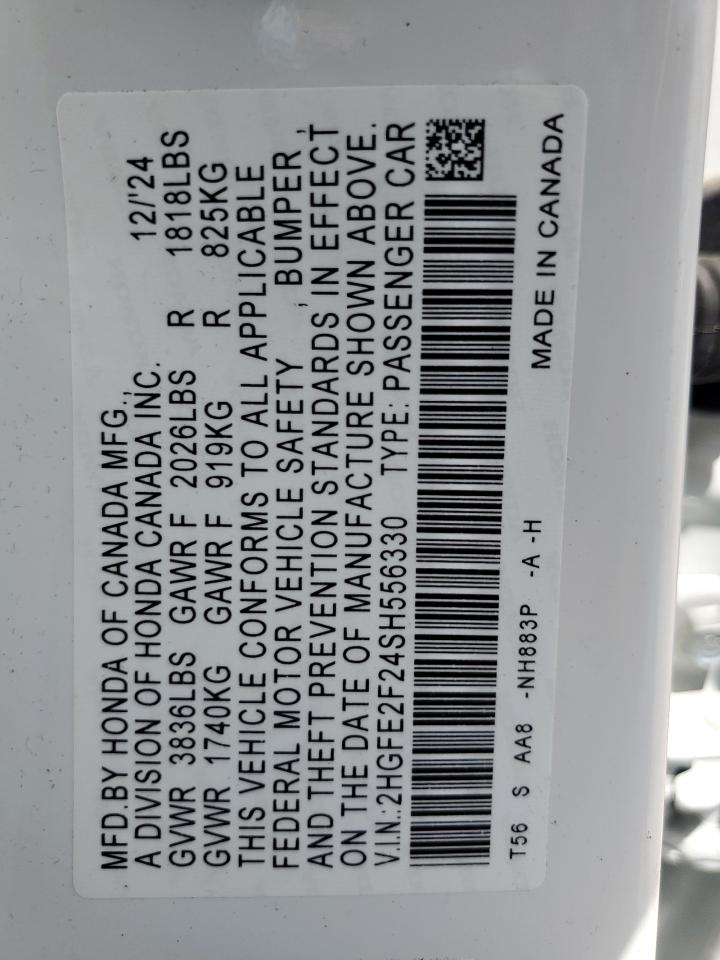 MFD.BY HONDA OF CANADA MFG., 12/'24
A DIVISION OF HONDA CANADA INC.
GVWR 3836LBS GAWR F 2026LBS R 1818LBS
GVWR 1740KG GAWR F 919KG R 825KG
THIS VEHICLE CONFORMS TO ALL APPLICABLE
FEDERAL MOTOR VEHICLE SAFETY , BUMPER ,
AND THEFT PREVENTION STANDARDS IN EFFECT
ON THE DATE OF MANUFACTURE SHOWN ABOVE.
V.I.N.:2HGFE2F24SH556330 TYPE: PASSENGER CAR
T56 S AA8 -NH883P -A -H MADE IN CANADA